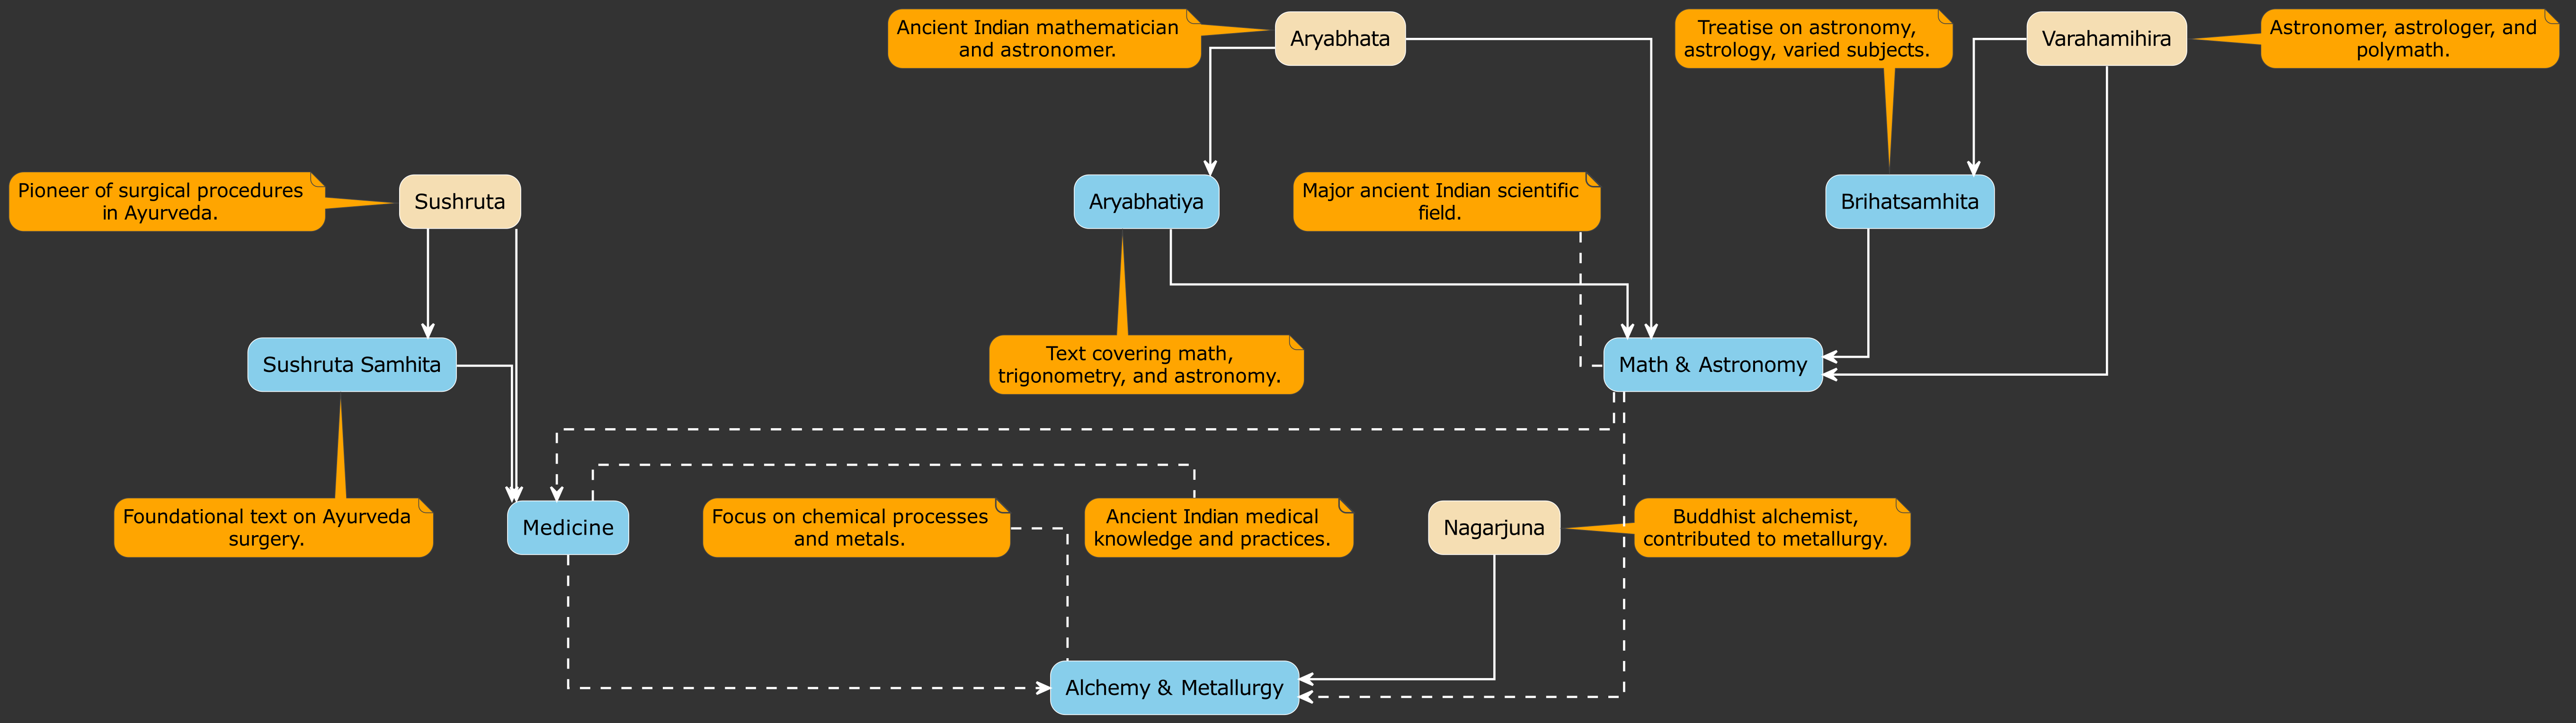 Ancient Indian mathematician
and astronomer.
Aryabhata
Treatise on astronomy,
astrology, varied subjects.
Varahamihira
Astronomer, astrologer, and
polymath.
Pioneer of surgical procedures
in Ayurveda.
Sushruta
Aryabhatiya
Major ancient Indian scientific
field.
Brihatsamhita
Sushruta Samhita
Text covering math,
trigonometry, and astronomy.
Math & Astronomy
Foundational text on Ayurveda
surgery.
Medicine
Focus on chemical processes
and metals.
Ancient Indian medical
knowledge and practices.
Nagarjuna
Buddhist alchemist,
contributed to metallurgy.
Alchemy & Metallurgy